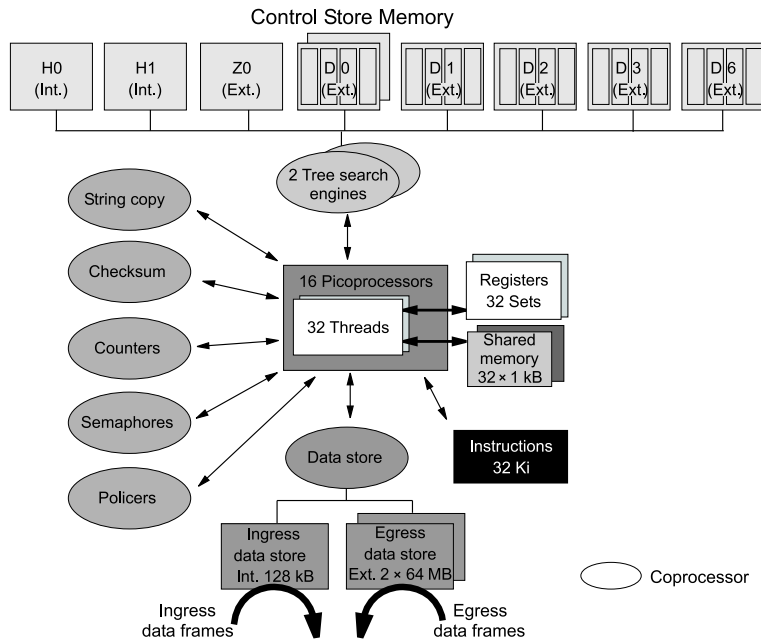 Control Store Memory
H0
(Int.)
H1
(Int.)
Z0
(Ext.)
D 0
(Ext.)
D 1
(Ext.)
D 2
(Ext.)
D 3
(Ext.)
D 6
(Ext.)
2 Tree search
engines
String copy
Checksum
Counters
Semaphores
Policers
16 Picoprocessors
32 Threads
Registers
32 Sets
Shared
memory
32 × 1 kB
Instructions
32 Ki
Data store
Ingress
data store
Int. 128 kB
Egress
data store
Ext. 2 × 64 MB
Ingress
data frames
Egress
data frames
Coprocessor